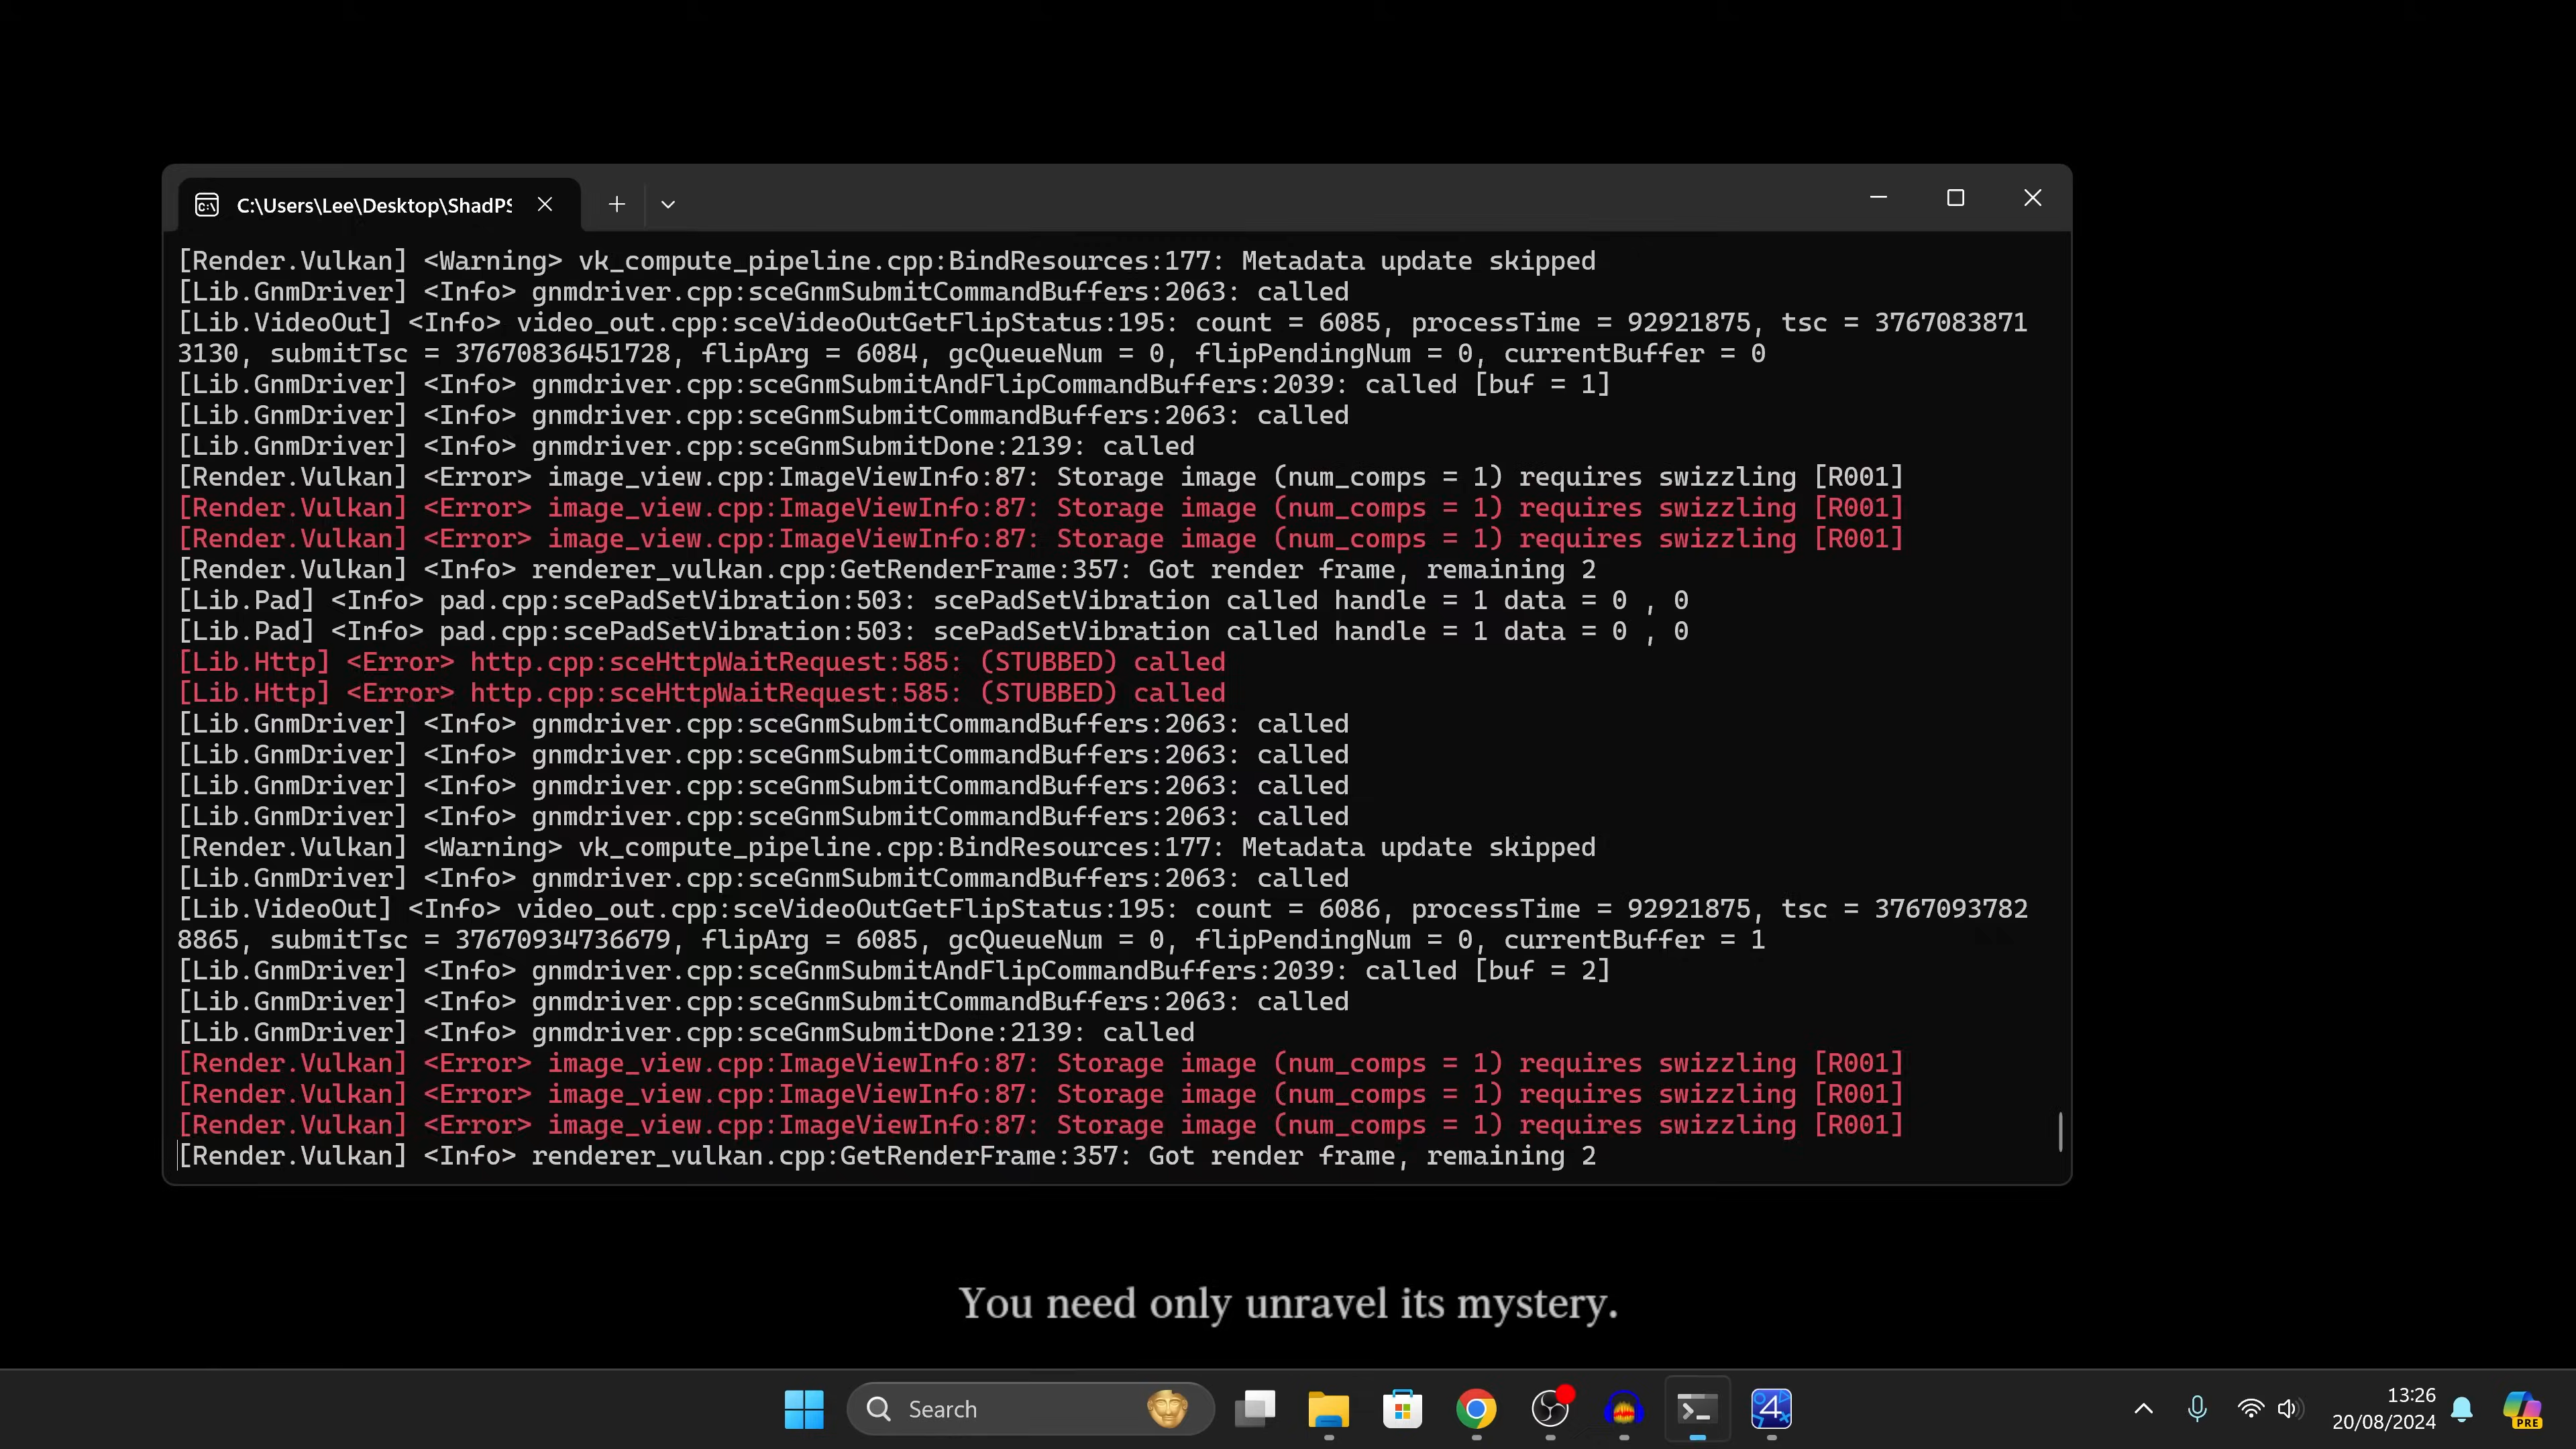 C:\Users\Lee\Desktop\ShadPS
[Render.Vulkan] <Warning> vk_compute_pipeline.cpp:BindResources:177: Metadata update skipped
[Lib.GnmDriver] <Info> gnmdriver.cpp:sceGnmSubmitCommandBuffers:2063: called
[Lib.VideoOut] <Info> video_out.cpp:sceVideoOutGetFlipStatus:195: count = 6085, processTime = 92921875, tsc = 3767083871
3130, submitTsc = 37670836451728, flipArg = 6084, gcQueueNum = 0, flipPendingNum = 0, currentBuffer = 0
[Lib.GnmDriver] <Info> gnmdriver.cpp:sceGnmSubmitAndFlipCommandBuffers:2039: called [buf = 1]
[Lib.GnmDriver] <Info> gnmdriver.cpp:sceGnmSubmitCommandBuffers:2063: called
[Lib.GnmDriver] <Info> gnmdriver.cpp:sceGnmSubmitDone:2139: called
[Render.Vulkan] <Error> image_view.cpp:ImageViewInfo:87: Storage image (num_comps = 1) requires swizzling [R001]
[Render.Vulkan] <Error> image_view.cpp:ImageViewInfo:87: Storage image (num_comps = 1) requires swizzling [R001]
[Render.Vulkan] <Error> image_view.cpp:ImageViewInfo:87: Storage image (num_comps = 1) requires swizzling [R001]
[Render.Vulkan] <Info> renderer_vulkan.cpp:GetRenderFrame:357: Got render frame, remaining 2
[Lib.Pad] <Info> pad.cpp:scePadSetVibration:503: scePadSetVibration called handle = 1 data = 0 , 0
[Lib.Pad] <Info> pad.cpp:scePadSetVibration:503: scePadSetVibration called handle = 1 data = 0 , 0
[Lib.Http] <Error> http.cpp:sceHttpWaitRequest:585: (STUBBED) called
[Lib.Http] <Error> http.cpp:sceHttpWaitRequest:585: (STUBBED) called
[Lib.GnmDriver] <Info> gnmdriver.cpp:sceGnmSubmitCommandBuffers:2063: called
[Lib.GnmDriver] <Info> gnmdriver.cpp:sceGnmSubmitCommandBuffers:2063: called
[Lib.GnmDriver] <Info> gnmdriver.cpp:sceGnmSubmitCommandBuffers:2063: called
[Lib.GnmDriver] <Info> gnmdriver.cpp:sceGnmSubmitCommandBuffers:2063: called
[Render.Vulkan] <Warning> vk_compute_pipeline.cpp:BindResources:177: Metadata update skipped
[Lib.GnmDriver] <Info> gnmdriver.cpp:sceGnmSubmitCommandBuffers:2063: called
[Lib.VideoOut] <Info> video_out.cpp:sceVideoOutGetFlipStatus:195: count = 6086, processTime = 92921875, tsc = 3767093782
8865, submitTsc = 37670934736679, flipArg = 6085, gcQueueNum = 0, flipPendingNum = 0, currentBuffer = 1
[Lib.GnmDriver] <Info> gnmdriver.cpp:sceGnmSubmitAndFlipCommandBuffers:2039: called [buf = 2]
[Lib.GnmDriver] <Info> gnmdriver.cpp:sceGnmSubmitCommandBuffers:2063: called
[Lib.GnmDriver] <Info> gnmdriver.cpp:sceGnmSubmitDone:2139: called
[Render.Vulkan] <Error> image_view.cpp:ImageViewInfo:87: Storage image (num_comps = 1) requires swizzling [R001]
[Render.Vulkan] <Error> image_view.cpp:ImageViewInfo:87: Storage image (num_comps = 1) requires swizzling [R001]
[Render.Vulkan] <Error> image_view.cpp:ImageViewInfo:87: Storage image (num_comps = 1) requires swizzling [R001]
[Render.Vulkan] <Info> renderer_vulkan.cpp:GetRenderFrame:357: Got render frame, remaining 2
You need only unravel its mystery.
Search
4
13:26
20/08/2024
PRE